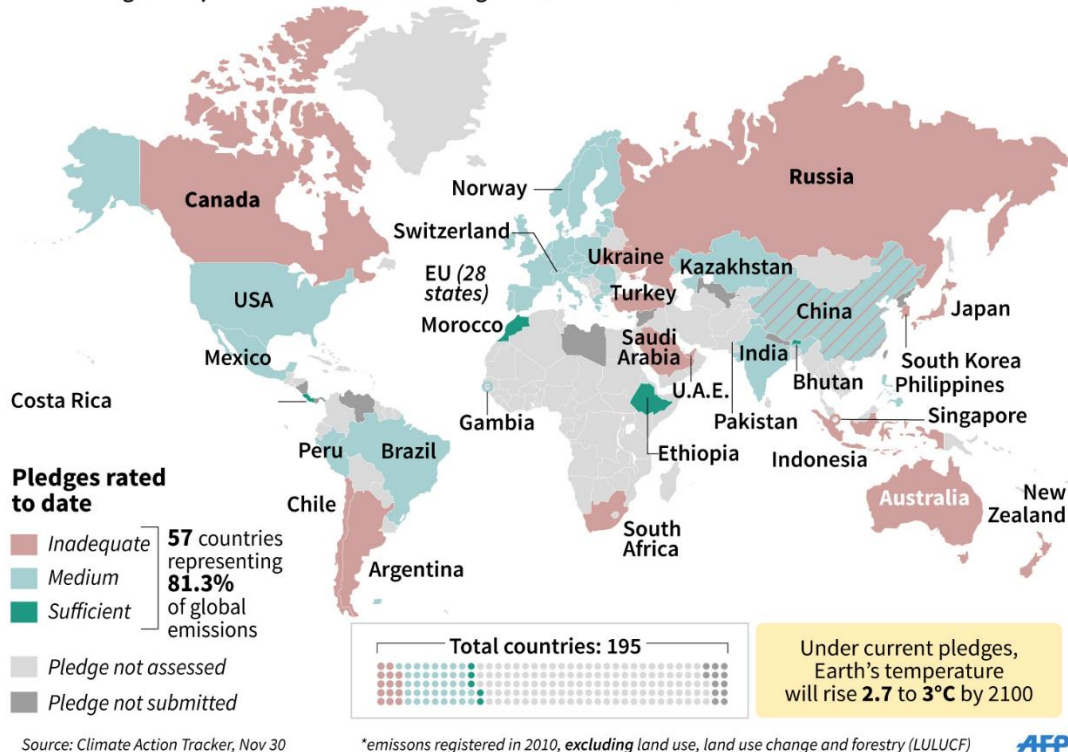 Canada
Russia
Norway
Switzerland
Ukraine
Kazakhstan
EU (28
states)
USA
Turkey
China
Japan
Morocco
Saudi
Arabia
Mexico
India
South Korea
Bhutan
Philippines
U.A.E.
Costa Rica
Gambia
Pakistan
Singapore
Peru
Brazil
Ethiopia
Indonesia
Chile
Australia
New
Zealand
South
Africa
Argentina
Pledges rated
to date
Inadequate
Medium
Sufficient
57 countries
representing
81.3%
of global
emissions
Pledge not assessed
Pledge not submitted
Total countries: 195
Under current pledges,
Earth's temperature
will rise 2.7 to 3°C by 2100
Source: Climate Action Tracker, Nov 30
*emissons registered in 2010, excluding land use, land use change and forestry (LULUCF)
AFP